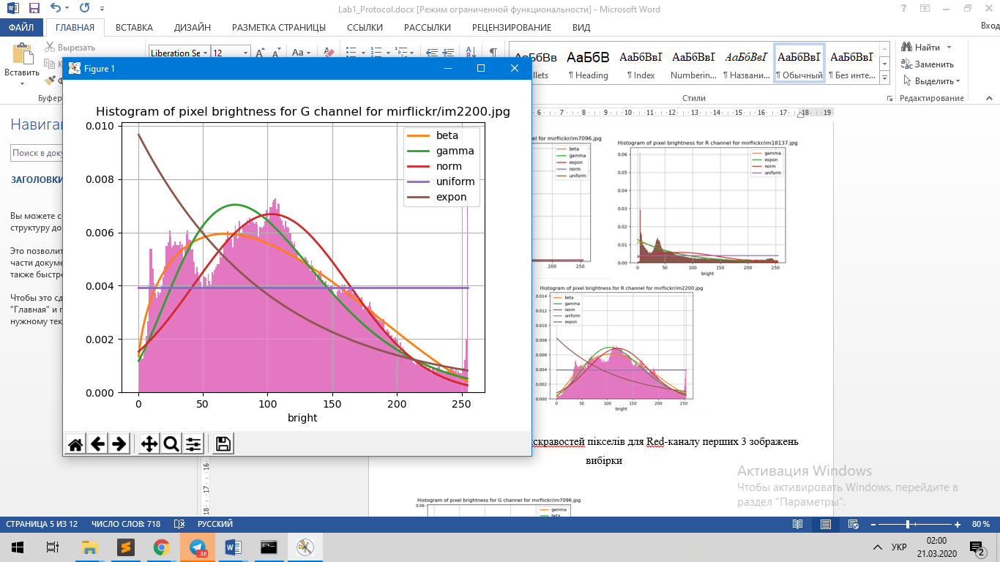 Lab1_Protocol.docx [Режим ограниченной функциональности] - Microsoft Word
ФАЙЛ ГЛАВНАЯ ВСТАВКА ДИЗАЙН РАЗМЕТКА СТРАНИЦЫ ССЫЛКИ РАССЫЛКИ РЕЦЕНЗИРОВАНИЕ ВИД Вход
Вставить
Вырезать
Буфер
Liberation Se 12
АаБбВв АаБбВ АаБбВвІ АаБбВвІ АаБбВвІ АаБбВвІ АаБбВвІ
llets ¶ Heading ¶ Index Numberin... ¶ Названи... ¶ Обычный ¶ Без инте...
Стили
Найти
Заменить
Выделить
Редактирование
Figure 1
Histogram of pixel brightness for G channel for mirflickr/im2200.jpg
0.010
0.008
0.006
0.004
0.002
0.000
0 50 100 150 200 250
bright
beta
gamma
norm
uniform
expon
Навига
Поиск в доку
ЗАГОЛОВКИ
Вы можете с
структуру до
Это позволит
части докуме
также быстр
Чтобы это сд
"Главная" и п
нужному тек
6 7 8 9 10 11 12 13 14 15 16 17 18 19
el for mirflickr/im7096.jpg
beta
gamma
expon
norm
uniform
200 250
Histogram of pixel brightness for R channel for mirflickr/im18137.jpg
0.06
0.05
0.04
0.03
0.02
0.01
0.00
0 50 100 150 200 250
bright
gamma
expon
norm
uniform
Histogram of pixel brightness for R channel for mirflickr/im2200.jpg
0.014
0.012
0.010
0.008
0.006
0.004
0.002
0.000
0 50 100 150 200 250
bright
beta
gamma
norm
uniform
expon
скравостей пікселів для Red-каналу перших 3 зображень
вибірки
Histogram of pixel brightness for G channel for mirflickr/im7096.jpg
0.06
gamma
beta
16
17
18
Активация Windows
Чтобы активировать Windows, перейдите в
раздел "Параметры".
СТРАНИЦА 5 ИЗ 12 ЧИСЛО СЛОВ: 718 РУССКИЙ 80 %
38
УКР
02:00
21.03.2020
2